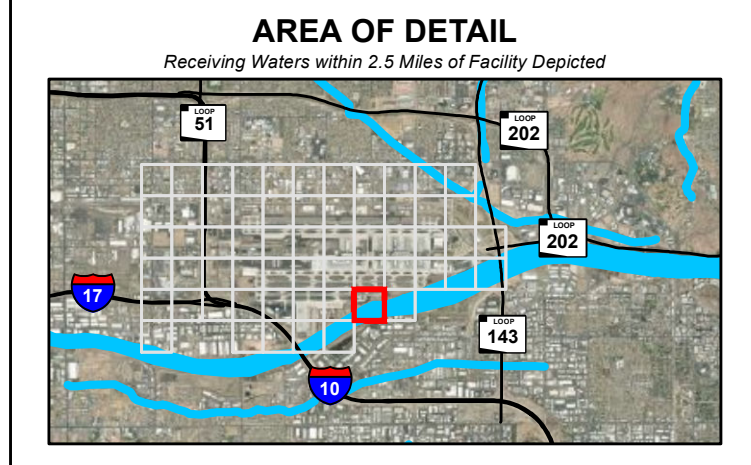 AREA OF DETAIL
Receiving Waters within 2.5 Miles of Facility Depicted
LOOP
51
LOOP
202
LOOP
202
17
LOOP
143
10